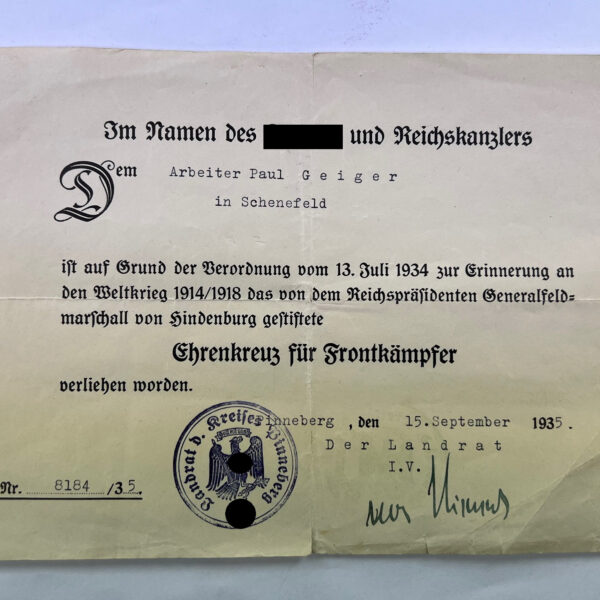 Im Namen des und Reichskanzlers
Dem Arbeiter Paul Geiger
in Schenefeld
ist auf Grund der Verordnung vom 13. Juli 1934 zur Erinnerung an
den Weltkrieg 1914/1918 das von dem Reichspräsidenten Generalfeld-
marschall von Hindenburg gestiftete
Ehrenkreuz für Frontkämpfer
verliehen worden.
Pinneberg, den 15. September 1935.
Der Landrat
I.V.
Nr. 8184 /35.
Landrat d. Kreises Pinneberg